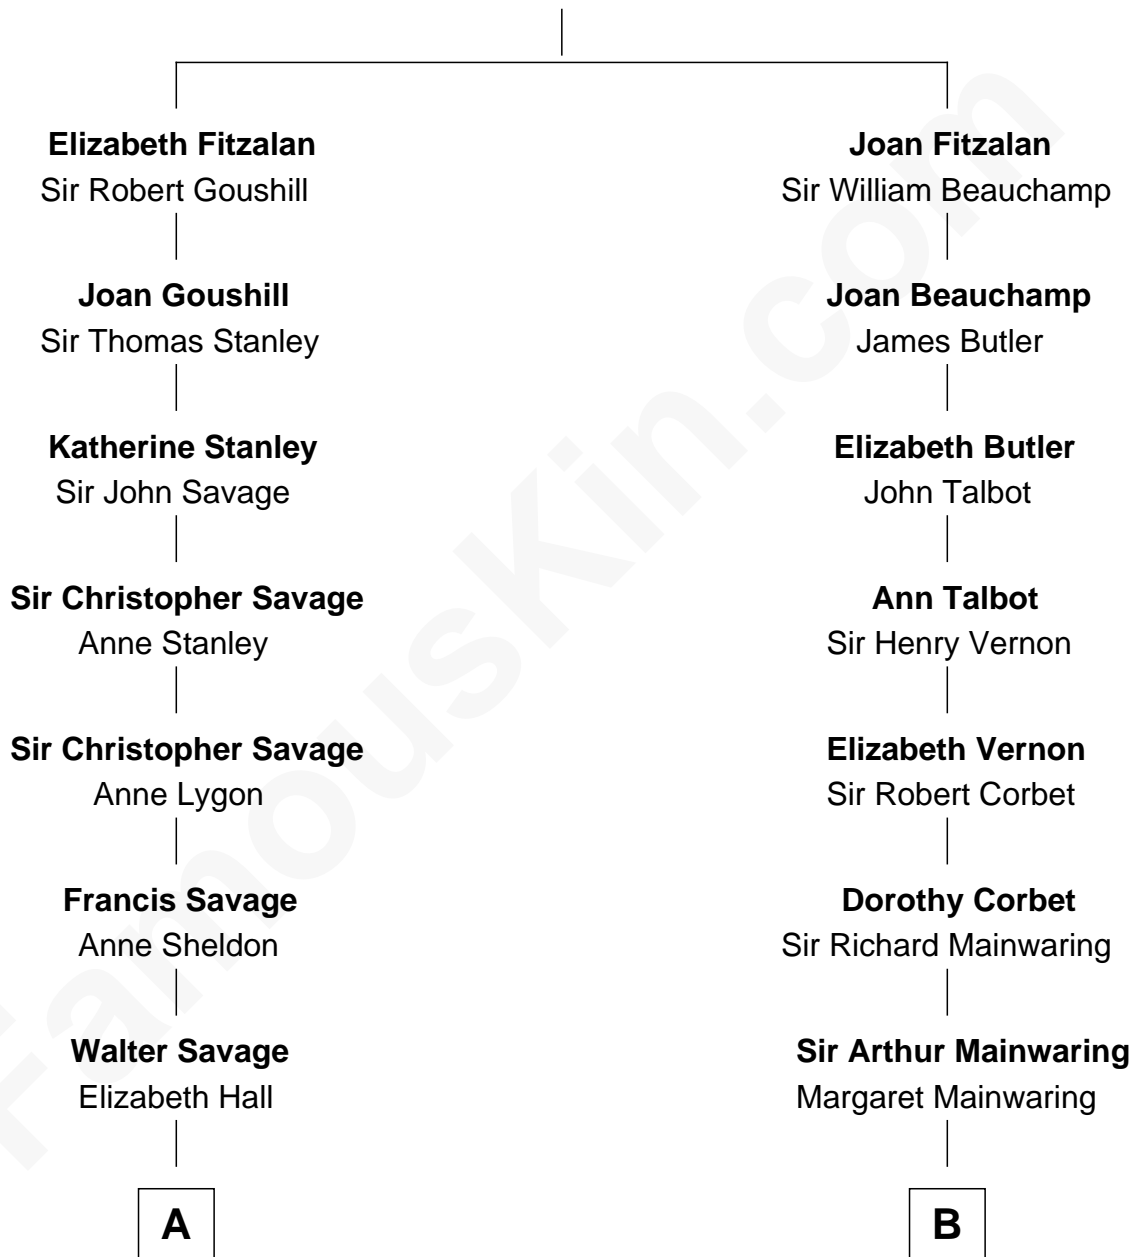 Elizabeth Fitzalan
Sir Robert Goushill
Joan Goushill
Sir Thomas Stanley
Katherine Stanley
Sir John Savage
Sir Christopher Savage
Anne Stanley
Sir Christopher Savage
Anne Lygon
Francis Savage
Anne Sheldon
Walter Savage
Elizabeth Hall
A
Joan Fitzalan
Sir William Beauchamp
Joan Beauchamp
James Butler
Elizabeth Butler
John Talbot
Ann Talbot
Sir Henry Vernon
Elizabeth Vernon
Sir Robert Corbet
Dorothy Corbet
Sir Richard Mainwaring
Sir Arthur Mainwaring
Margaret Mainwaring
B
FamousKin.com